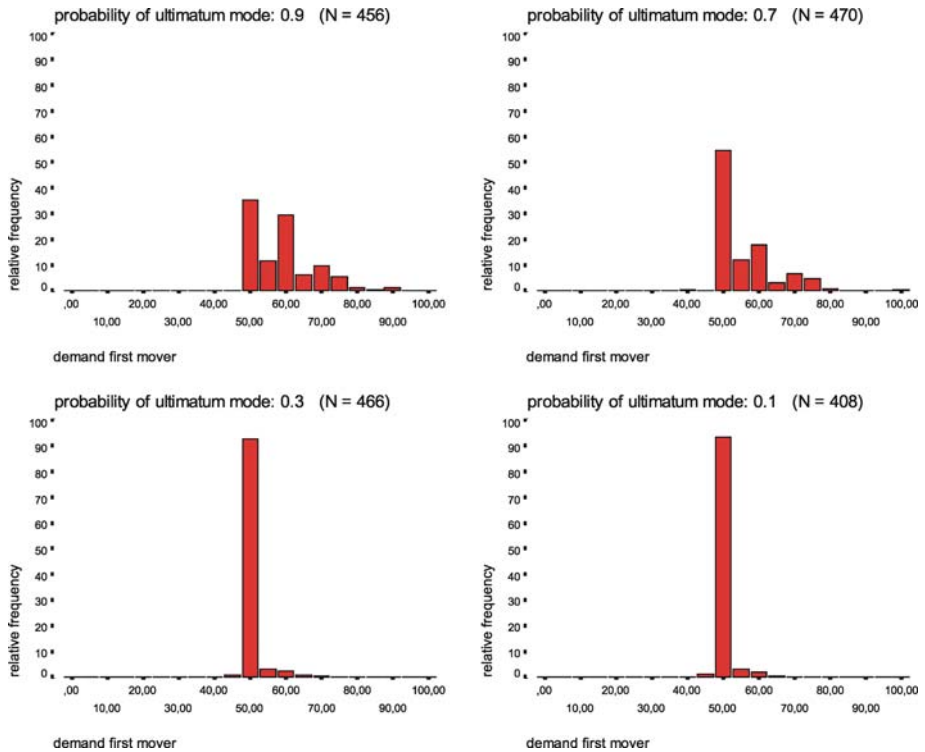 probability of ultimatum mode: 0.9 (N = 456)
100
90
80
70
60
50
40
30
20
10
0
relative frequency
,00 20,00 40,00 50,00 60,00 80,00 100,00
10,00 30,00 50,00 70,00 90,00
demand first mover
probability of ultimatum mode: 0.7 (N = 470)
100
90
80
70
60
50
40
30
20
10
0
relative frequency
,00 20,00 40,00 60,00 80,00 100,00
10,00 30,00 50,00 70,00 90,00
demand first mover
probability of ultimatum mode: 0.3 (N = 466)
100
90
80
70
60
50
40
30
20
10
0
relative frequency
,00 20,00 40,00 60,00 80,00 100,00
10,00 30,00 50,00 70,00 90,00
demand first mover
probability of ultimatum mode: 0.1 (N = 408)
100
90
80
70
60
50
40
30
20
10
0
relative frequency
,00 20,00 40,00 60,00 80,00 100,00
10,00 30,00 50,00 70,00 90,00
demand first mover